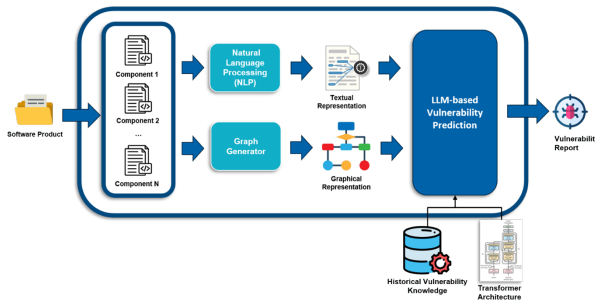 Software Product
Component 1
Component 2
...
Component N
Natural
Language
Processing
(NLP)
Textual
Representation
Graph
Generator
Graphical
Representation
LLM-based
Vulnerability
Prediction
Vulnerabilit
Report
Historical Vulnerability
Knowledge
Transformer
Architecture